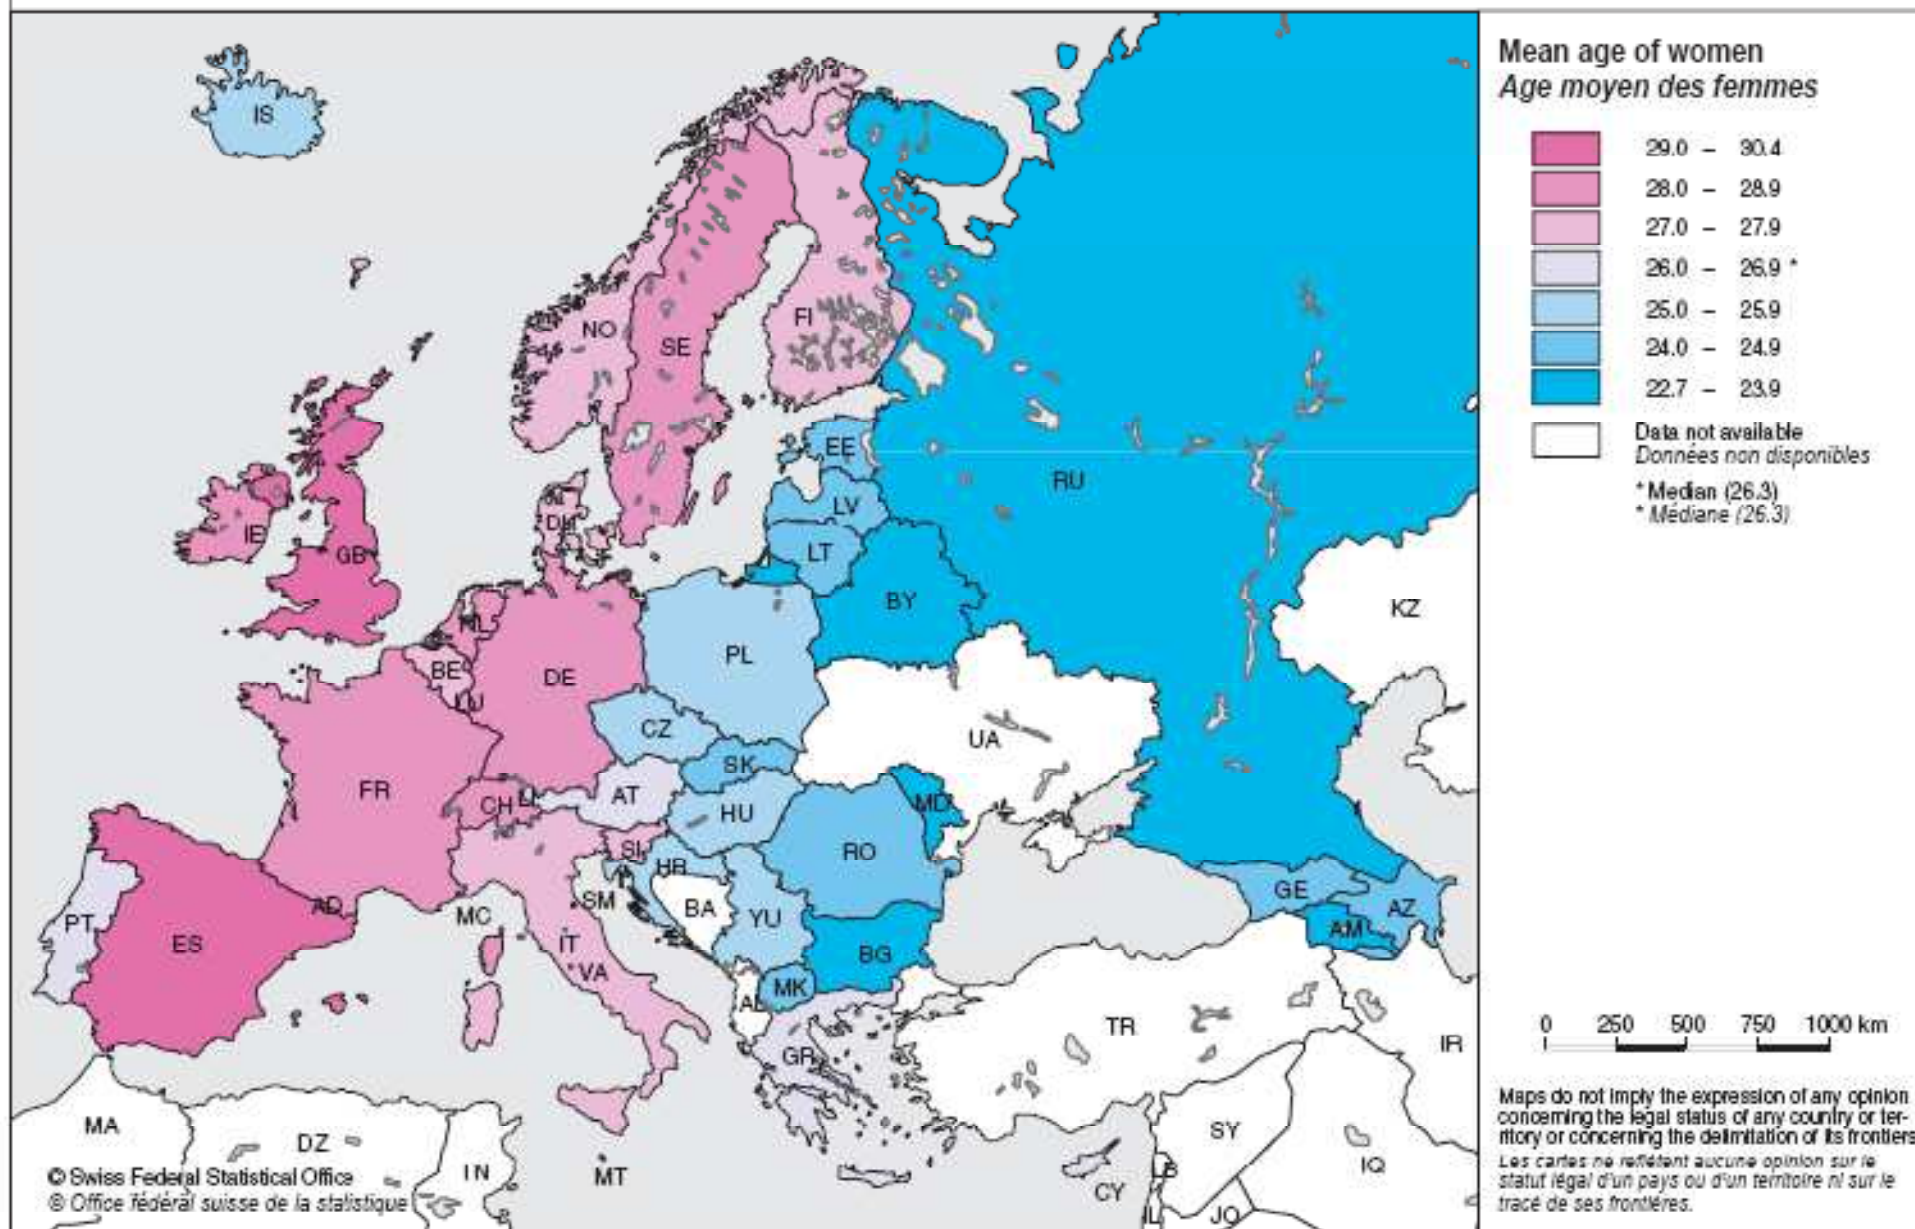 Mean age of women
Age moyen des femmes
29.0 – 30.4
28.0 – 28.9
27.0 – 27.9
26.0 – 26.9 *
25.0 – 25.9
24.0 – 24.9
22.7 – 23.9
Data not available
Données non disponibles
* Median (26.3)
* Médiane (26.3)
IS
NO
SE
FI
EE
LV
LT
RU
IE
GB
NL
BE
DE
PL
BY
KZ
CZ
SK
UA
FR
CH
LI
AT
HU
MD
SI
HR
RO
PT
ES
AD
MC
SM
BA
YU
GE
AZ
AM
IT
VA
BG
MK
AL
GR
TR
IR
MA
DZ
MT
CY
SY
IQ
JO
0 250 500 750 1000 km
Maps do not imply the expression of any opinion
concerning the legal status of any country or ter-
ritory or concerning the delimitation of its frontiers
Les cartes ne reflètent aucune opinion sur le
statut légal d'un pays ou d'un territoire ni sur le
tracé de ses frontières.
© Swiss Federal Statistical Office
© Office fédéral suisse de la statistique